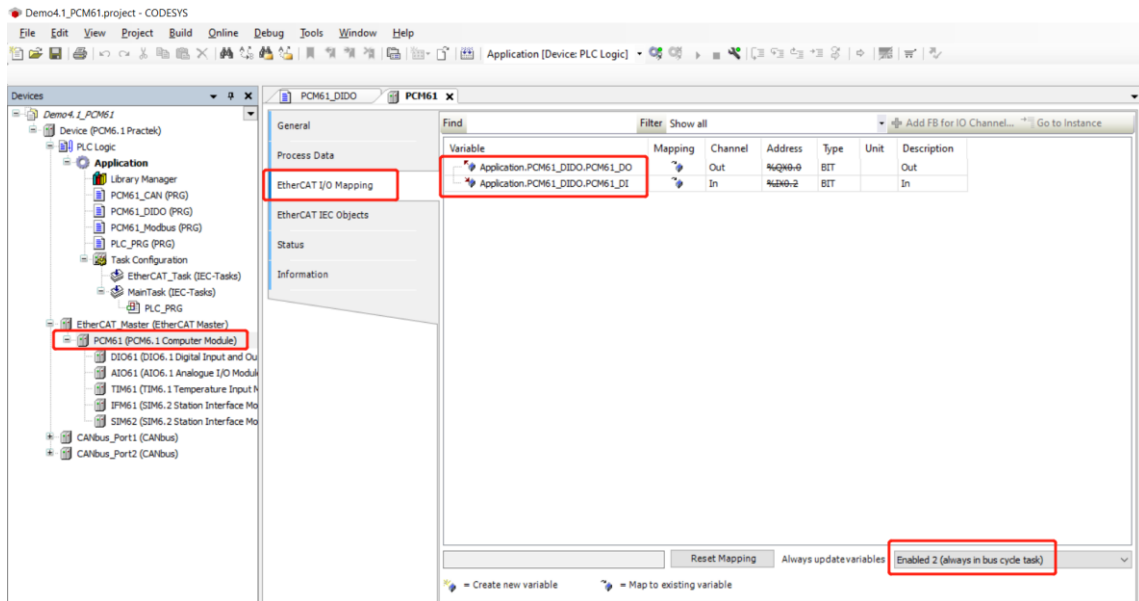 Demo4.1_PCM61.project - CODESYS
File Edit View Project Build Online Debug Tools Window Help
Application [Device: PLC Logic]
Devices
PCM61_DIDO
PCM61
Demo4.1_PCM61
Device (PCM6.1 Practek)
PLC Logic
Application
Library Manager
PCM61_CAN (PRG)
PCM61_DIDO (PRG)
PCM61_Modbus (PRG)
PLC_PRG (PRG)
Task Configuration
EtherCAT_Task (IEC-Tasks)
MainTask (IEC-Tasks)
PLC_PRG
EtherCAT_Master (EtherCAT Master)
PCM61 (PCM6.1 Computer Module)
DIO61 (DIO6.1 Digital Input and Ou
AIO61 (AIO6.1 Analogue I/O Modul
TIM61 (TIM6.1 Temperature Input M
IFM61 (SIM6.2 Station Interface Mo
SIM62 (SIM6.2 Station Interface Mo
CANbus_Port1 (CANbus)
CANbus_Port2 (CANbus)
General
Process Data
EtherCAT I/O Mapping
EtherCAT IEC Objects
Status
Information
Find Filter Show all Add FB for IO Channel... Go to Instance
Variable Mapping Channel Address Type Unit Description
Application.PCM61_DIDO.PCM61_DO Out %QX0.0 BIT Out
Application.PCM61_DIDO.PCM61_DI In %IX0.2 BIT In
Reset Mapping Always update variables Enabled 2 (always in bus cycle task)
= Create new variable = Map to existing variable